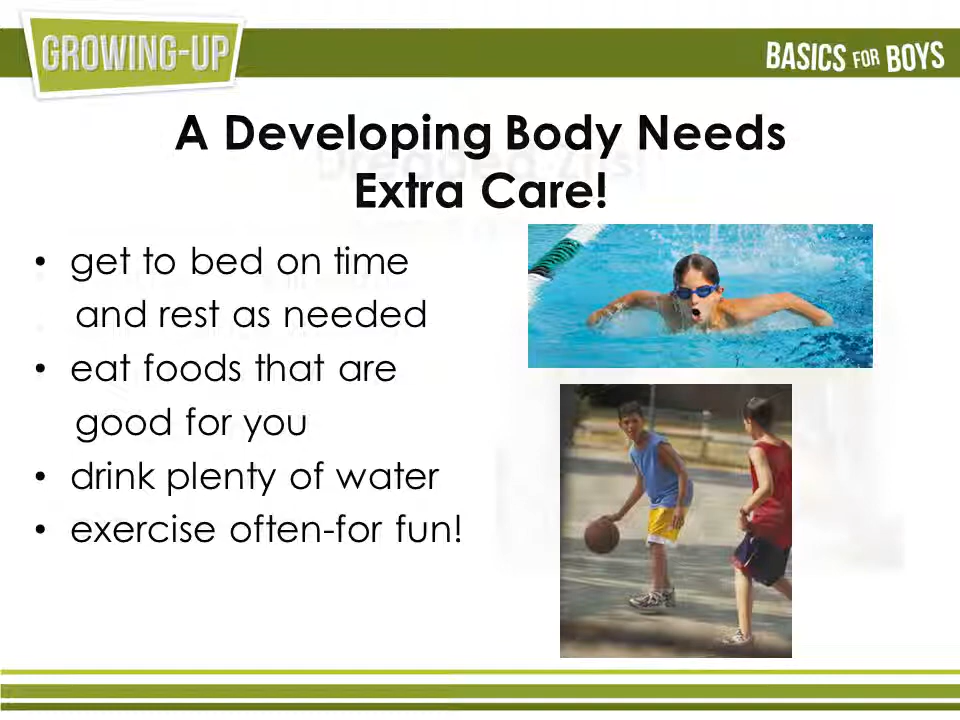 GROWING-UP
BASICS FOR BOYS
A Developing Body Needs
Extra Care!
• get to bed on time
and rest as needed
• eat foods that are
good for you
• drink plenty of water
• exercise often-for fun!